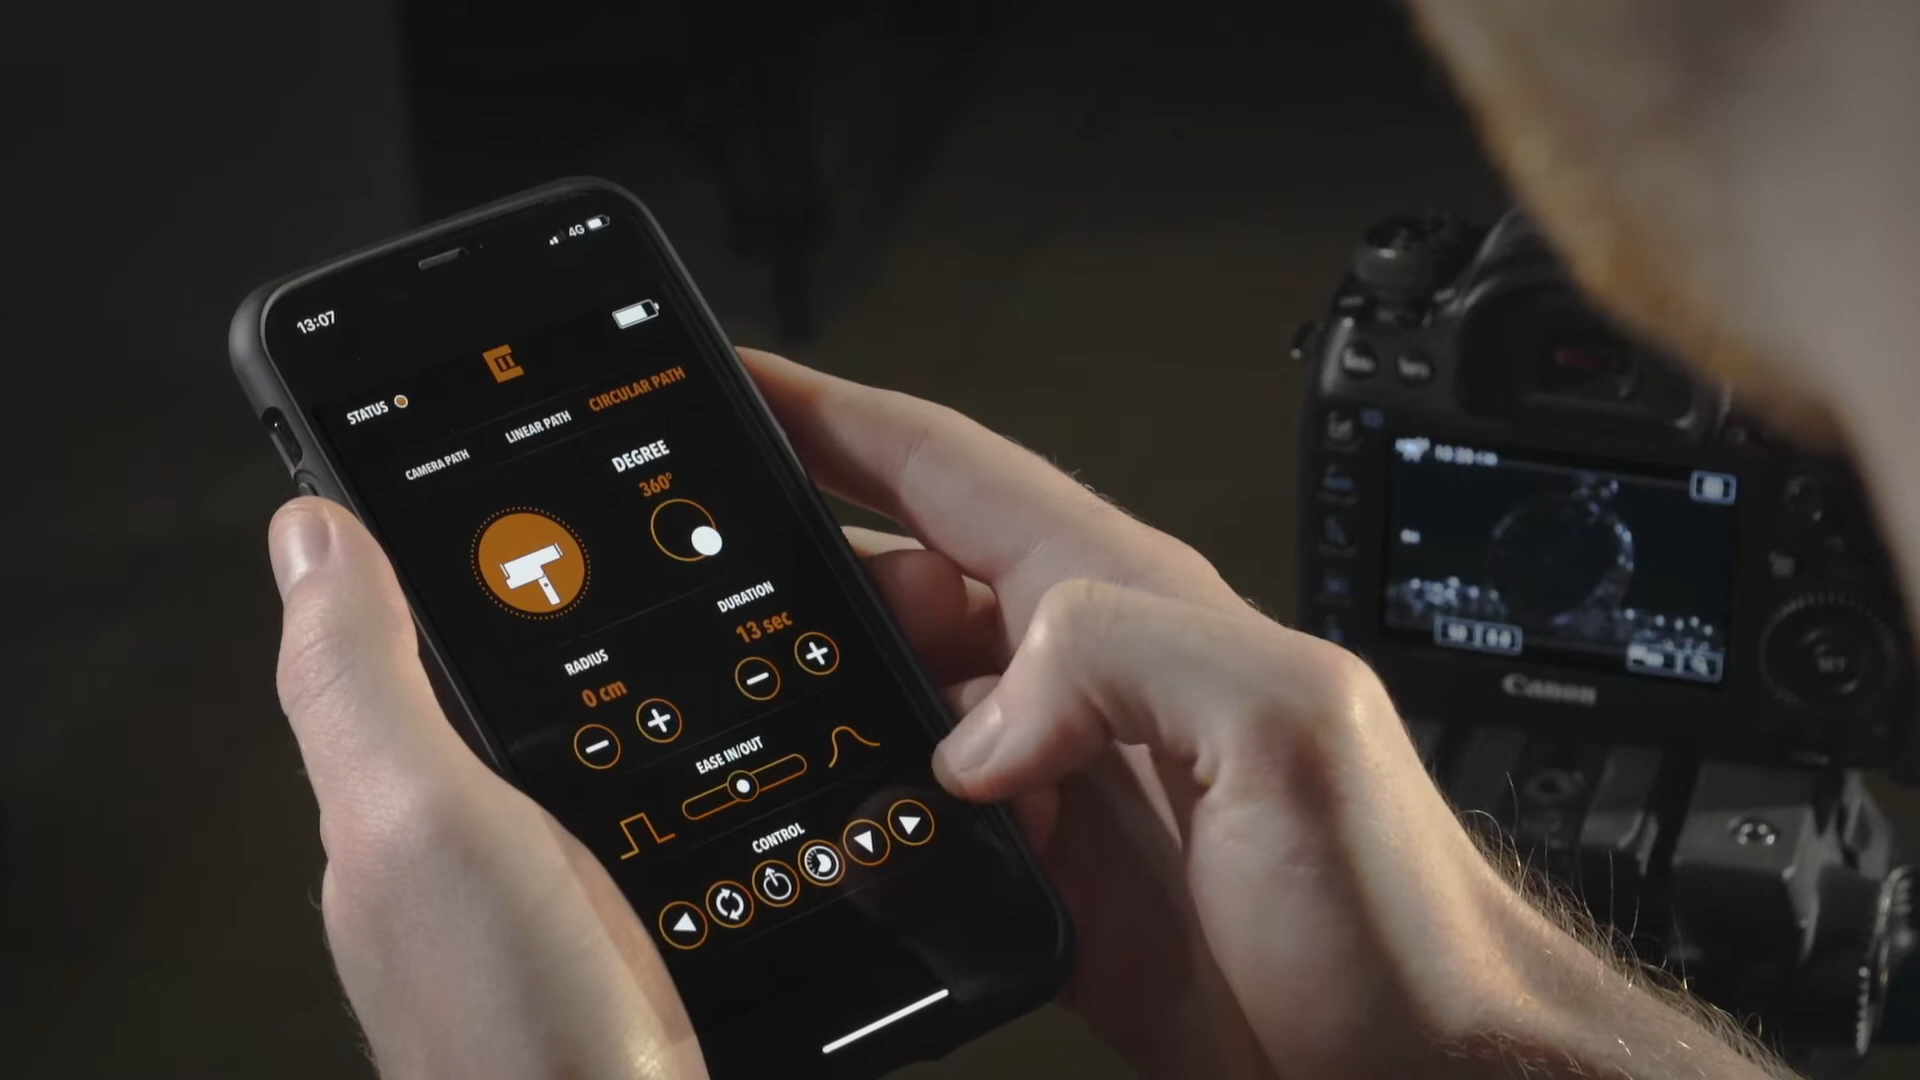 4G
13:07
STATUS
CAMERA PATH
LINEAR PATH
CIRCULAR PATH
DEGREE
360°
RADIUS
0 cm
DURATION
13 sec
EASE IN/OUT
CONTROL
Canon
SET